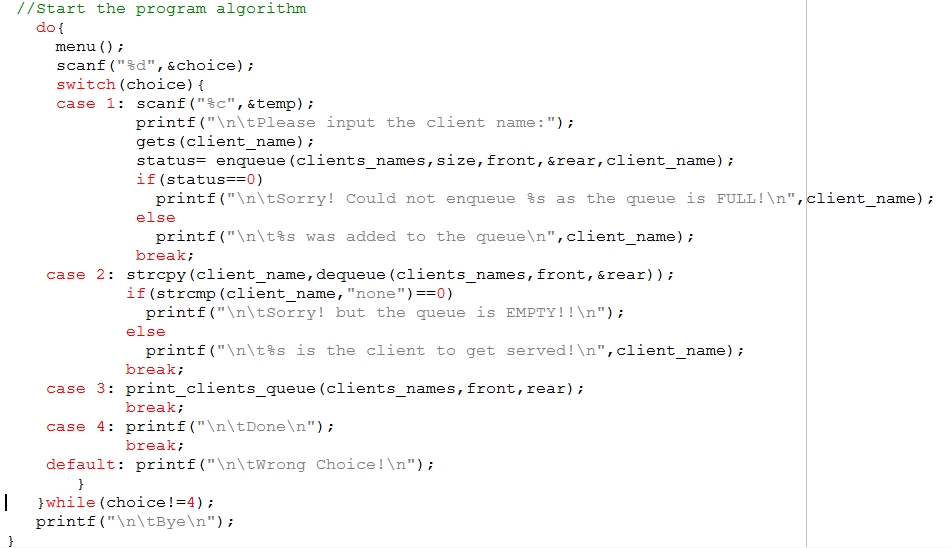 //Start the program algorithm
do{
menu();
scanf("%d",&choice);
switch(choice){
case 1: scanf("%c",&temp);
printf("\n\tPlease input the client name:");
gets(client_name);
status= enqueue(clients_names,size,front,&rear,client_name);
if(status==0)
printf("\n\tSorry! Could not enqueue %s as the queue is FULL!\n",client_name);
else
printf("\n\t%s was added to the queue\n",client_name);
break;
case 2: strcpy(client_name,dequeue(clients_names,front,&rear));
if(strcmp(client_name,"none")==0)
printf("\n\tSorry! but the queue is EMPTY!!\n");
else
printf("\n\t%s is the client to get served!\n",client_name);
break;
case 3: print_clients_queue(clients_names,front,rear);
break;
case 4: printf("\n\tDone\n");
break;
default: printf("\n\tWrong Choice!\n");
}
}while(choice!=4);
printf("\n\tBye\n");
}